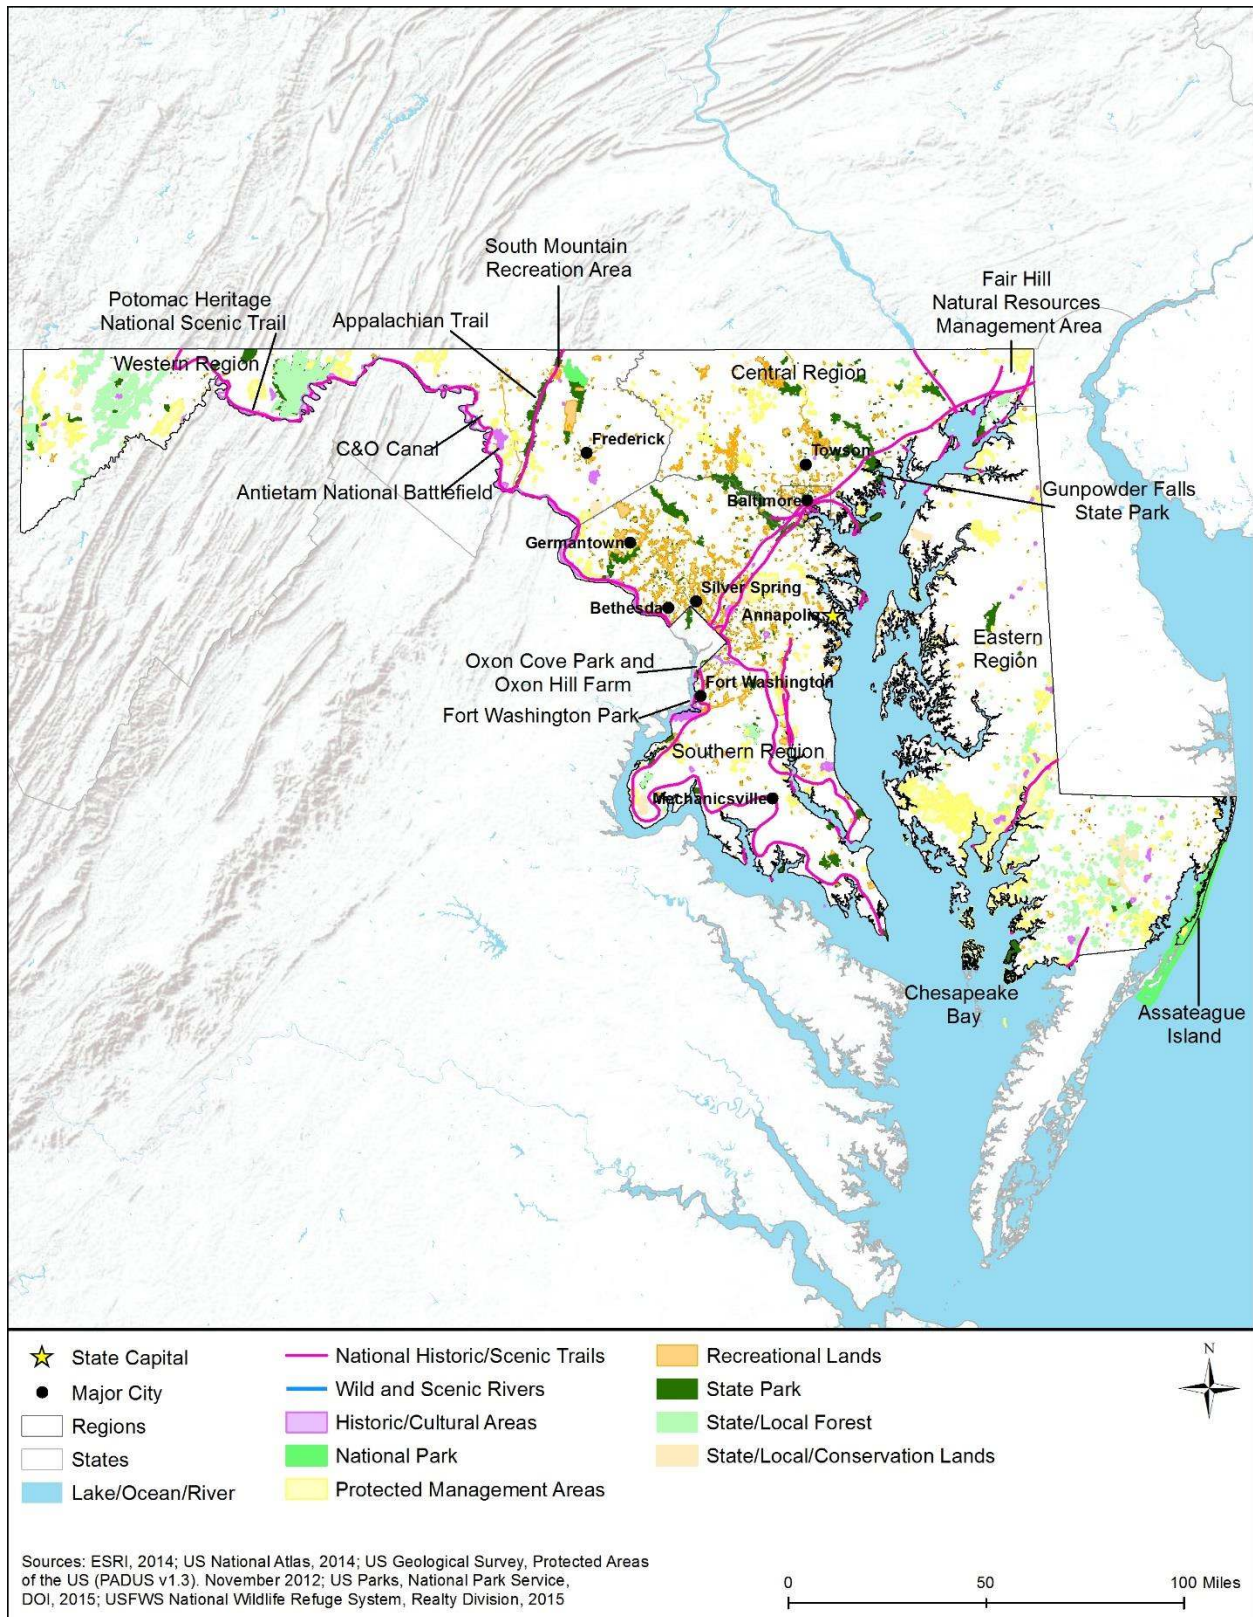 South Mountain
Recreation Area
Fair Hill
Natural Resources
Management Area
Potomac Heritage
National Scenic Trail
Appalachian Trail
Western Region
Central Region
C&O Canal
Frederick
Towson
Antietam National Battlefield
Gunpowder Falls
State Park
Baltimore
Germantown
Silver Spring
Bethesda
Annapolis
Eastern
Region
Oxon Cove Park and
Oxon Hill Farm
Fort Washington
Fort Washington Park
Southern Region
Mechanicsville
Chesapeake
Bay
Assateague
Island
State Capital
Major City
Regions
States
Lake/Ocean/River
National Historic/Scenic Trails
Wild and Scenic Rivers
Historic/Cultural Areas
National Park
Protected Management Areas
Recreational Lands
State Park
State/Local Forest
State/Local/Conservation Lands
N
Sources: ESRI, 2014; US National Atlas, 2014; US Geological Survey, Protected Areas
of the US (PADUS v1.3). November 2012; US Parks, National Park Service,
DOI, 2015; USFWS National Wildlife Refuge System, Realty Division, 2015
0 50 100 Miles